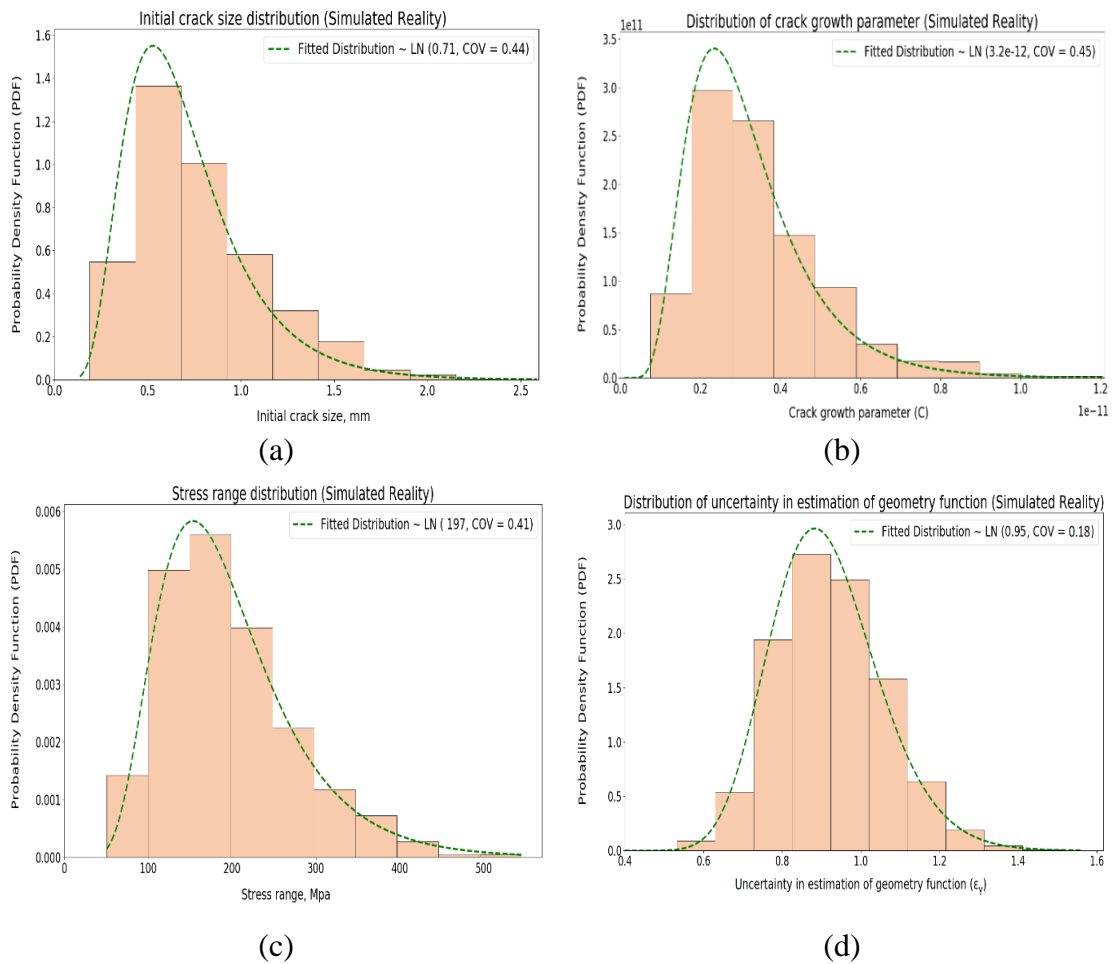 Initial crack size distribution (Simulated Reality)
Fitted Distribution ~ LN (0.71, COV = 0.44)
Probability Density Function (PDF)
1.6
1.4
1.2
1.0
0.8
0.6
0.4
0.2
0.0
0.0 0.5 1.0 1.5 2.0 2.5
Initial crack size, mm
(a)
Distribution of crack growth parameter (Simulated Reality)
1e11
Fitted Distribution ~ LN (3.2e-12, COV = 0.45)
Probability Density Function (PDF)
3.5
3.0
2.5
2.0
1.5
1.0
0.5
0.0
0.0 0.2 0.4 0.6 0.8 1.0 1.2
1e−11
Crack growth parameter (C)
(b)
Stress range distribution (Simulated Reality)
Fitted Distribution ~ LN ( 197, COV = 0.41)
Probability Density Function (PDF)
0.006
0.005
0.004
0.003
0.002
0.001
0.000
0 100 200 300 400 500
Stress range, Mpa
(c)
Distribution of uncertainty in estimation of geometry function (Simulated Reality)
Fitted Distribution ~ LN (0.95, COV = 0.18)
Probability Density Function (PDF)
3.0
2.5
2.0
1.5
1.0
0.5
0.0
0.4 0.6 0.8 1.0 1.2 1.4 1.6
Uncertainty in estimation of geometry function (εY)
(d)